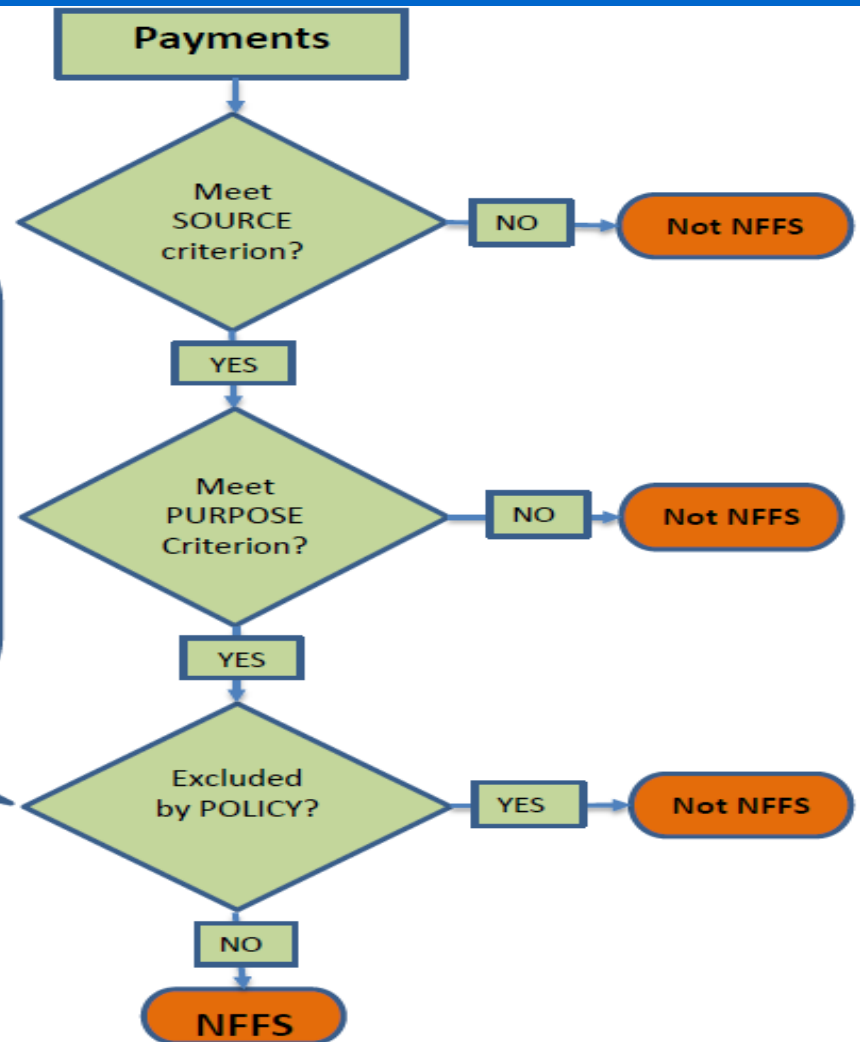 Payments
Meet
SOURCE
criterion?
NO
Not NFFS
YES
Meet
PURPOSE
Criterion?
NO
Not NFFS
YES
Excluded
by POLICY?
YES
Not NFFS
NO
NFFS